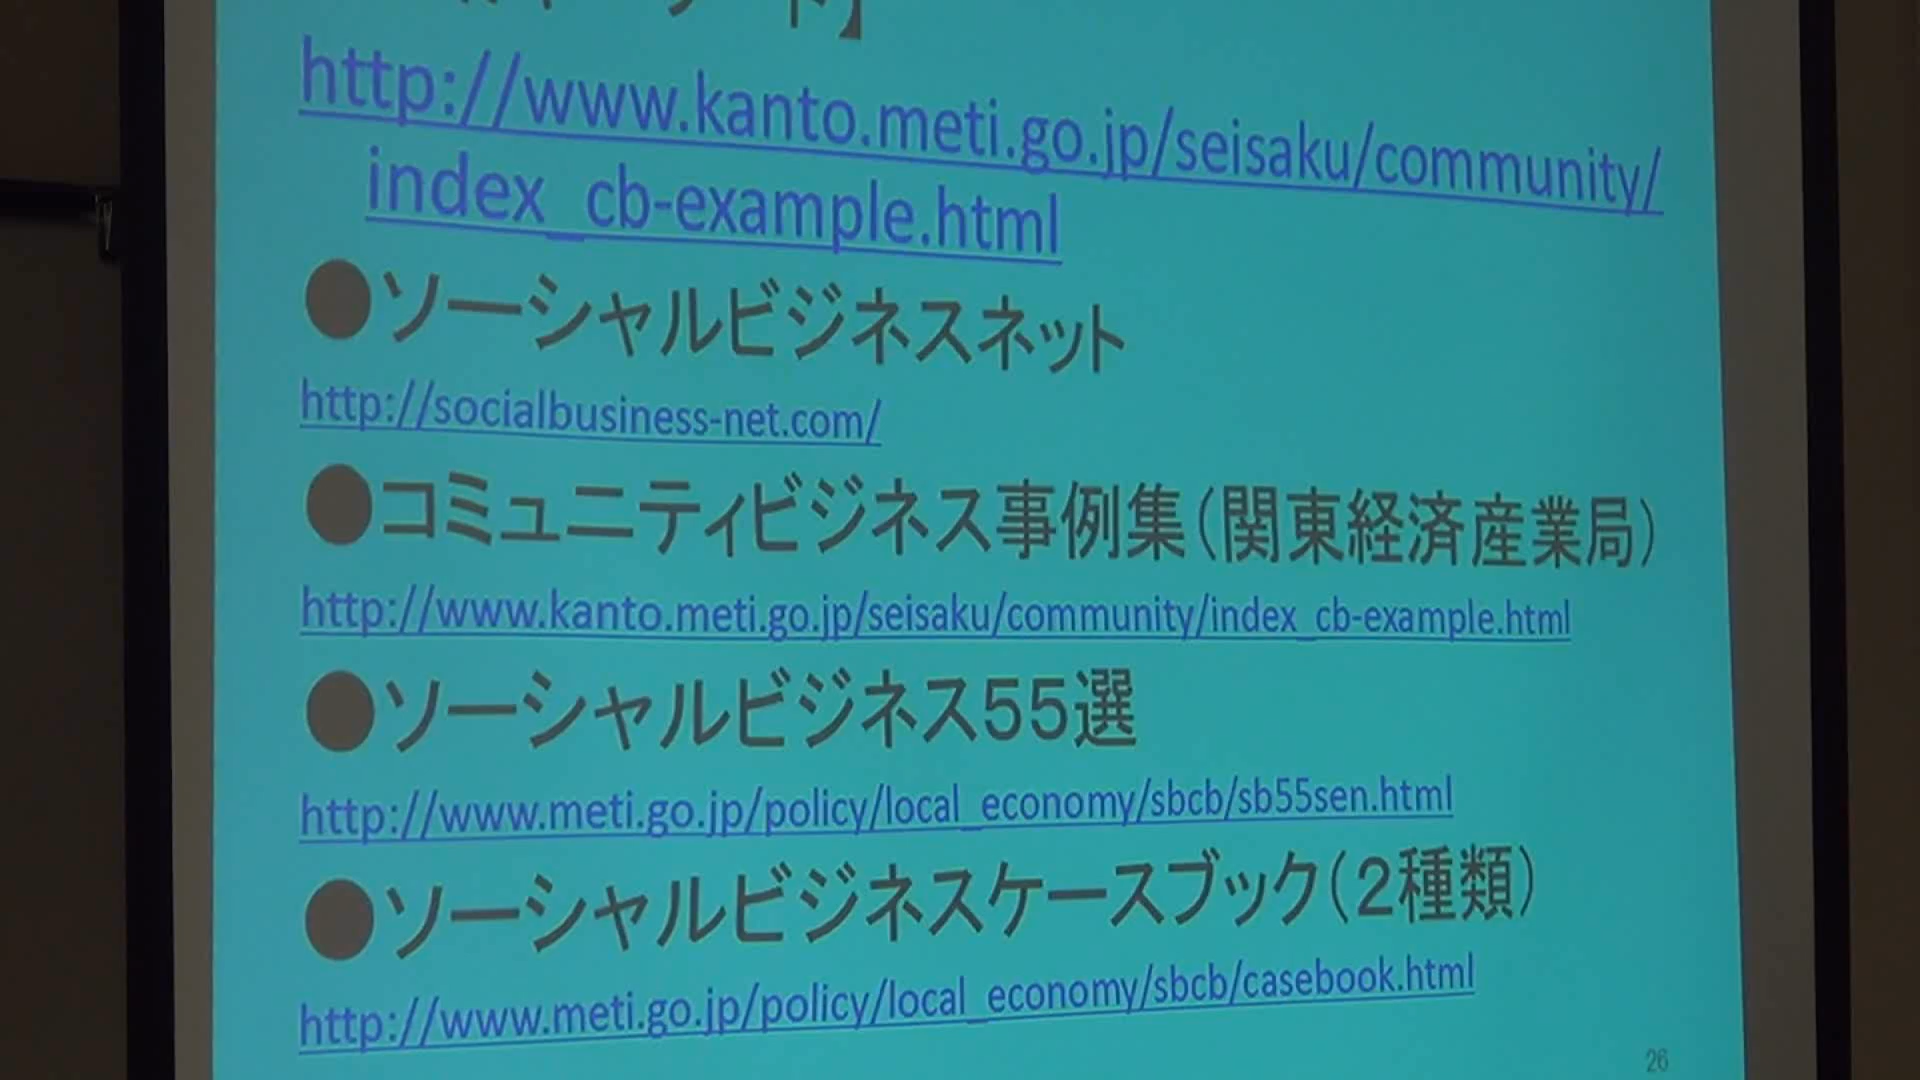 http://www.kanto.meti.go.jp/seisaku/community/
index_cb-example.html
●ソーシャルビジネスネット
http://socialbusiness-net.com/
●コミュニティビジネス事例集(関東経済産業局)
http://www.kanto.meti.go.jp/seisaku/community/index_cb-example.html
●ソーシャルビジネス55選
http://www.meti.go.jp/policy/local_economy/sbcb/sb55sen.html
●ソーシャルビジネスケースブック(2種類)
http://www.meti.go.jp/policy/local_economy/sbcb/casebook.html
26